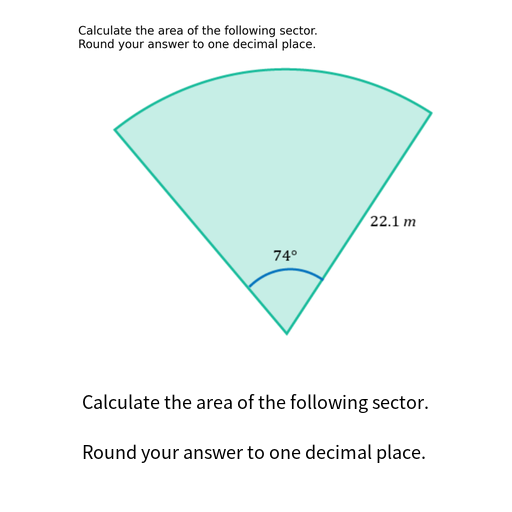 Calculate the area of the following sector.
Round your answer to one decimal place.
22.1 m
74°
Calculate the area of the following sector.
Round your answer to one decimal place.